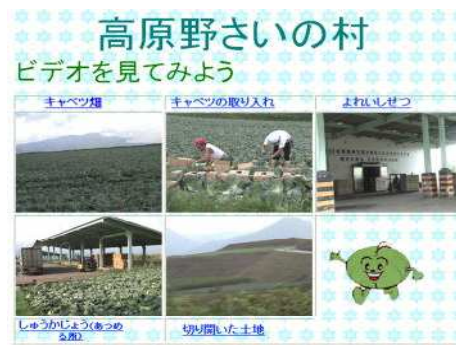 高原野さいの村
ビデオを見てみよう
キャベツ畑
キャベツの取り入れ
よれいしせつ
しゅうかじょう(あつめ
る所)
切り開いた土地